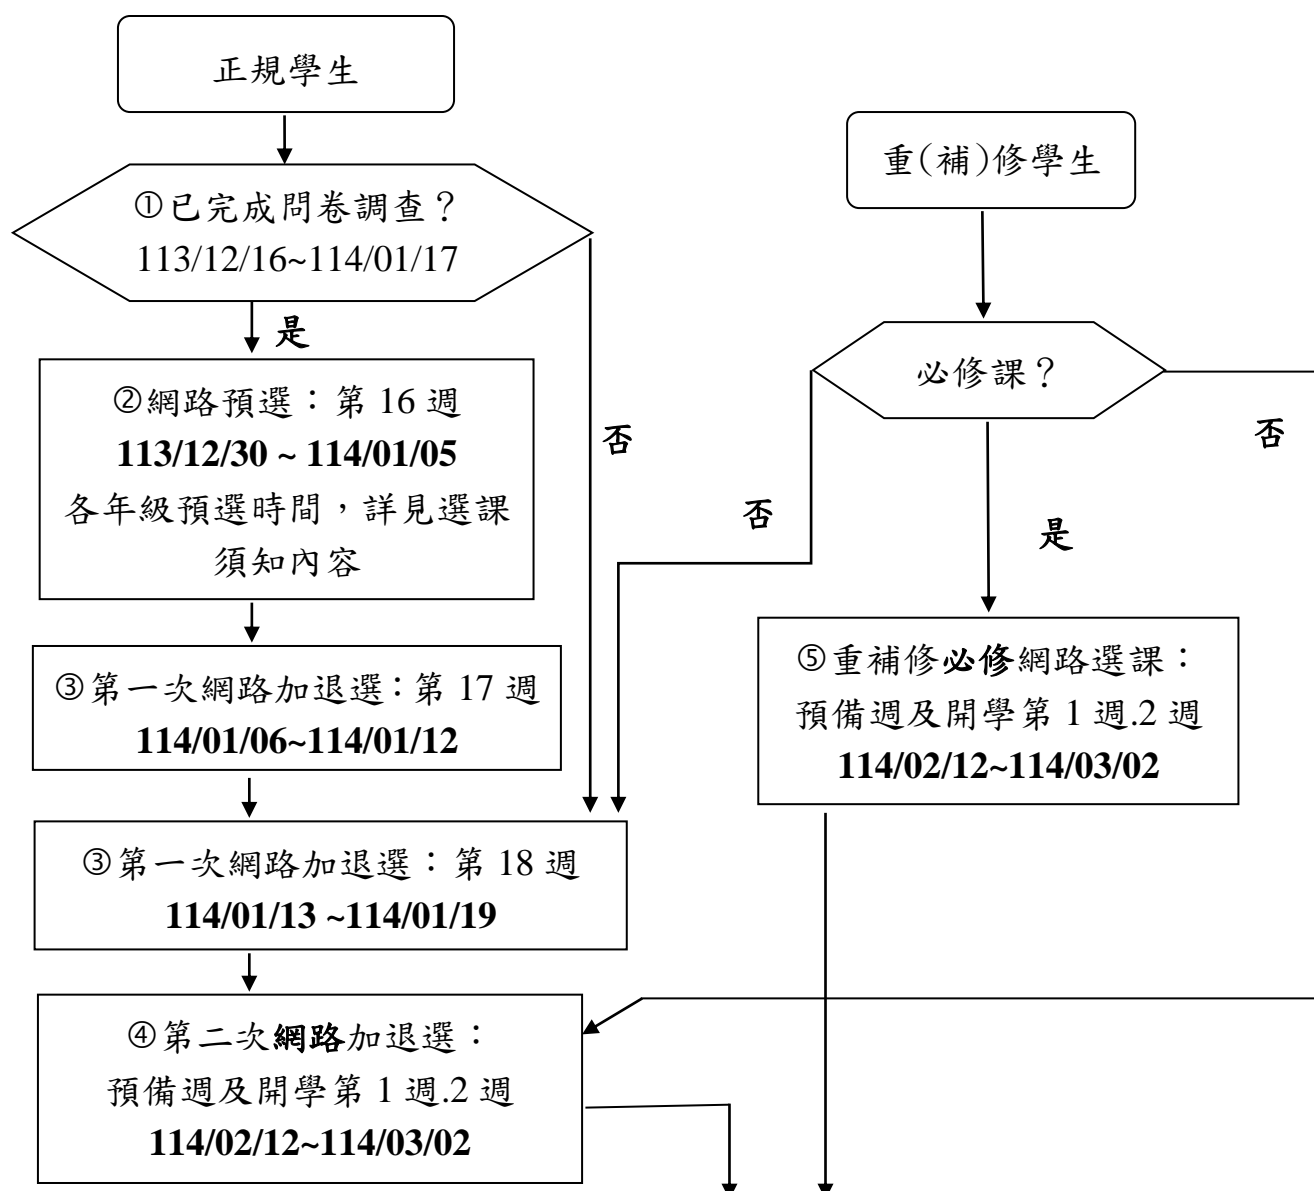 正規學生
①已完成問卷調查？
113/12/16~114/01/17
是
②網路預選：第 16 週
113/12/30 ~ 114/01/05
各年級預選時間，詳見選課
須知內容
否
③第一次網路加退選：第 17 週
114/01/06~114/01/12
③第一次網路加退選：第 18 週
114/01/13 ~114/01/19
④第二次網路加退選：
預備週及開學第 1 週.2 週
114/02/12~114/03/02
重(補)修學生
必修課？
否
否
是
⑤重補修必修網路選課：
預備週及開學第 1 週.2 週
114/02/12~114/03/02